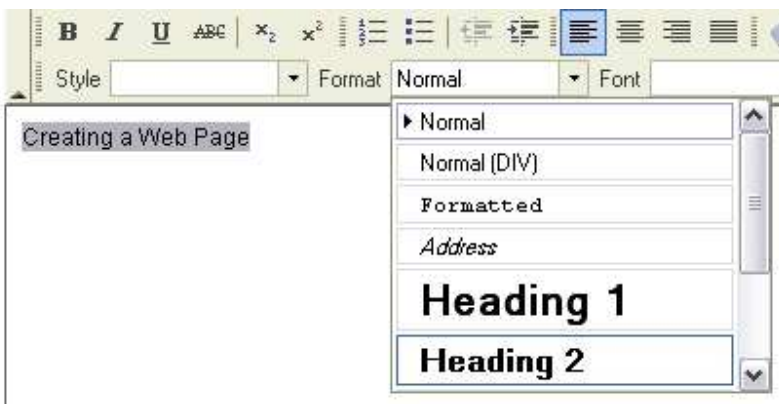 B I U ABC x₂ x²
Style Format Normal Font
Creating a Web Page
Normal
Normal (DIV)
Formatted
Address
Heading 1
Heading 2